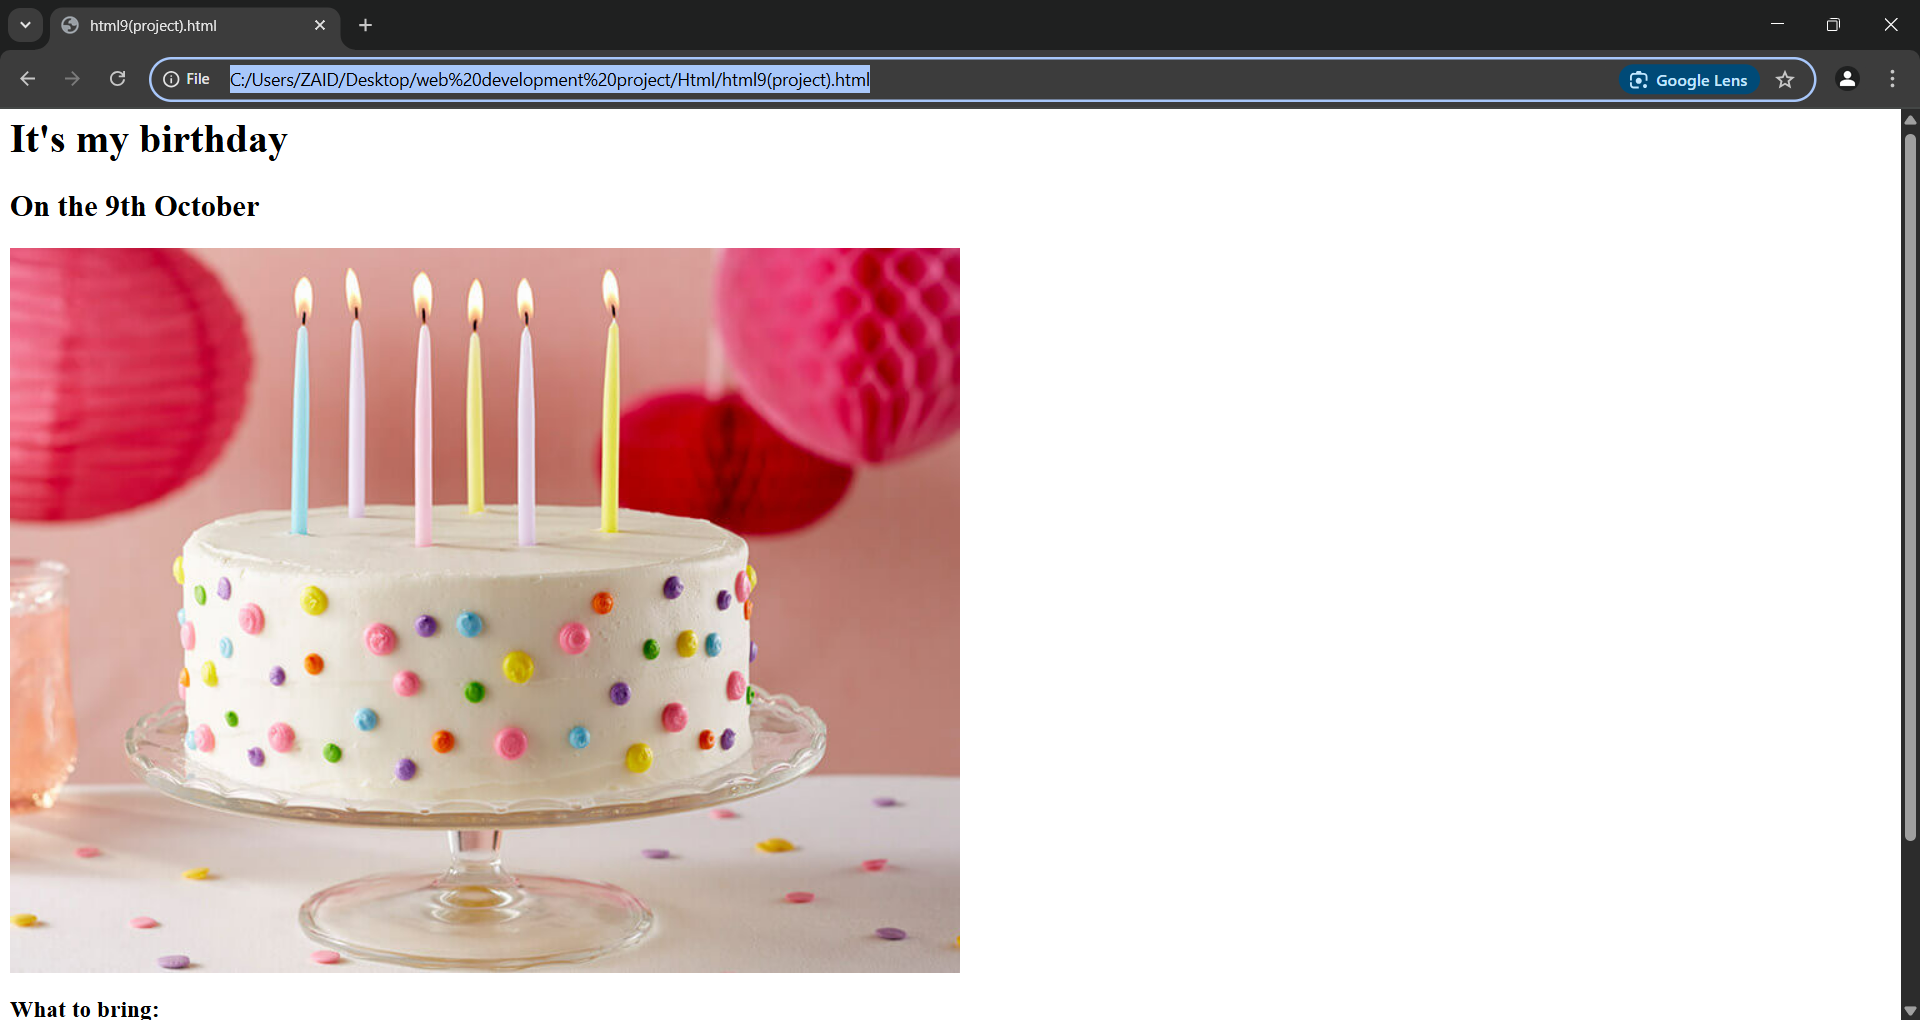 html9(project).html
File
C:/Users/ZAID/Desktop/web%20development%20project/Html/html9(project).html
Google Lens
It's my birthday
On the 9th October
What to bring: